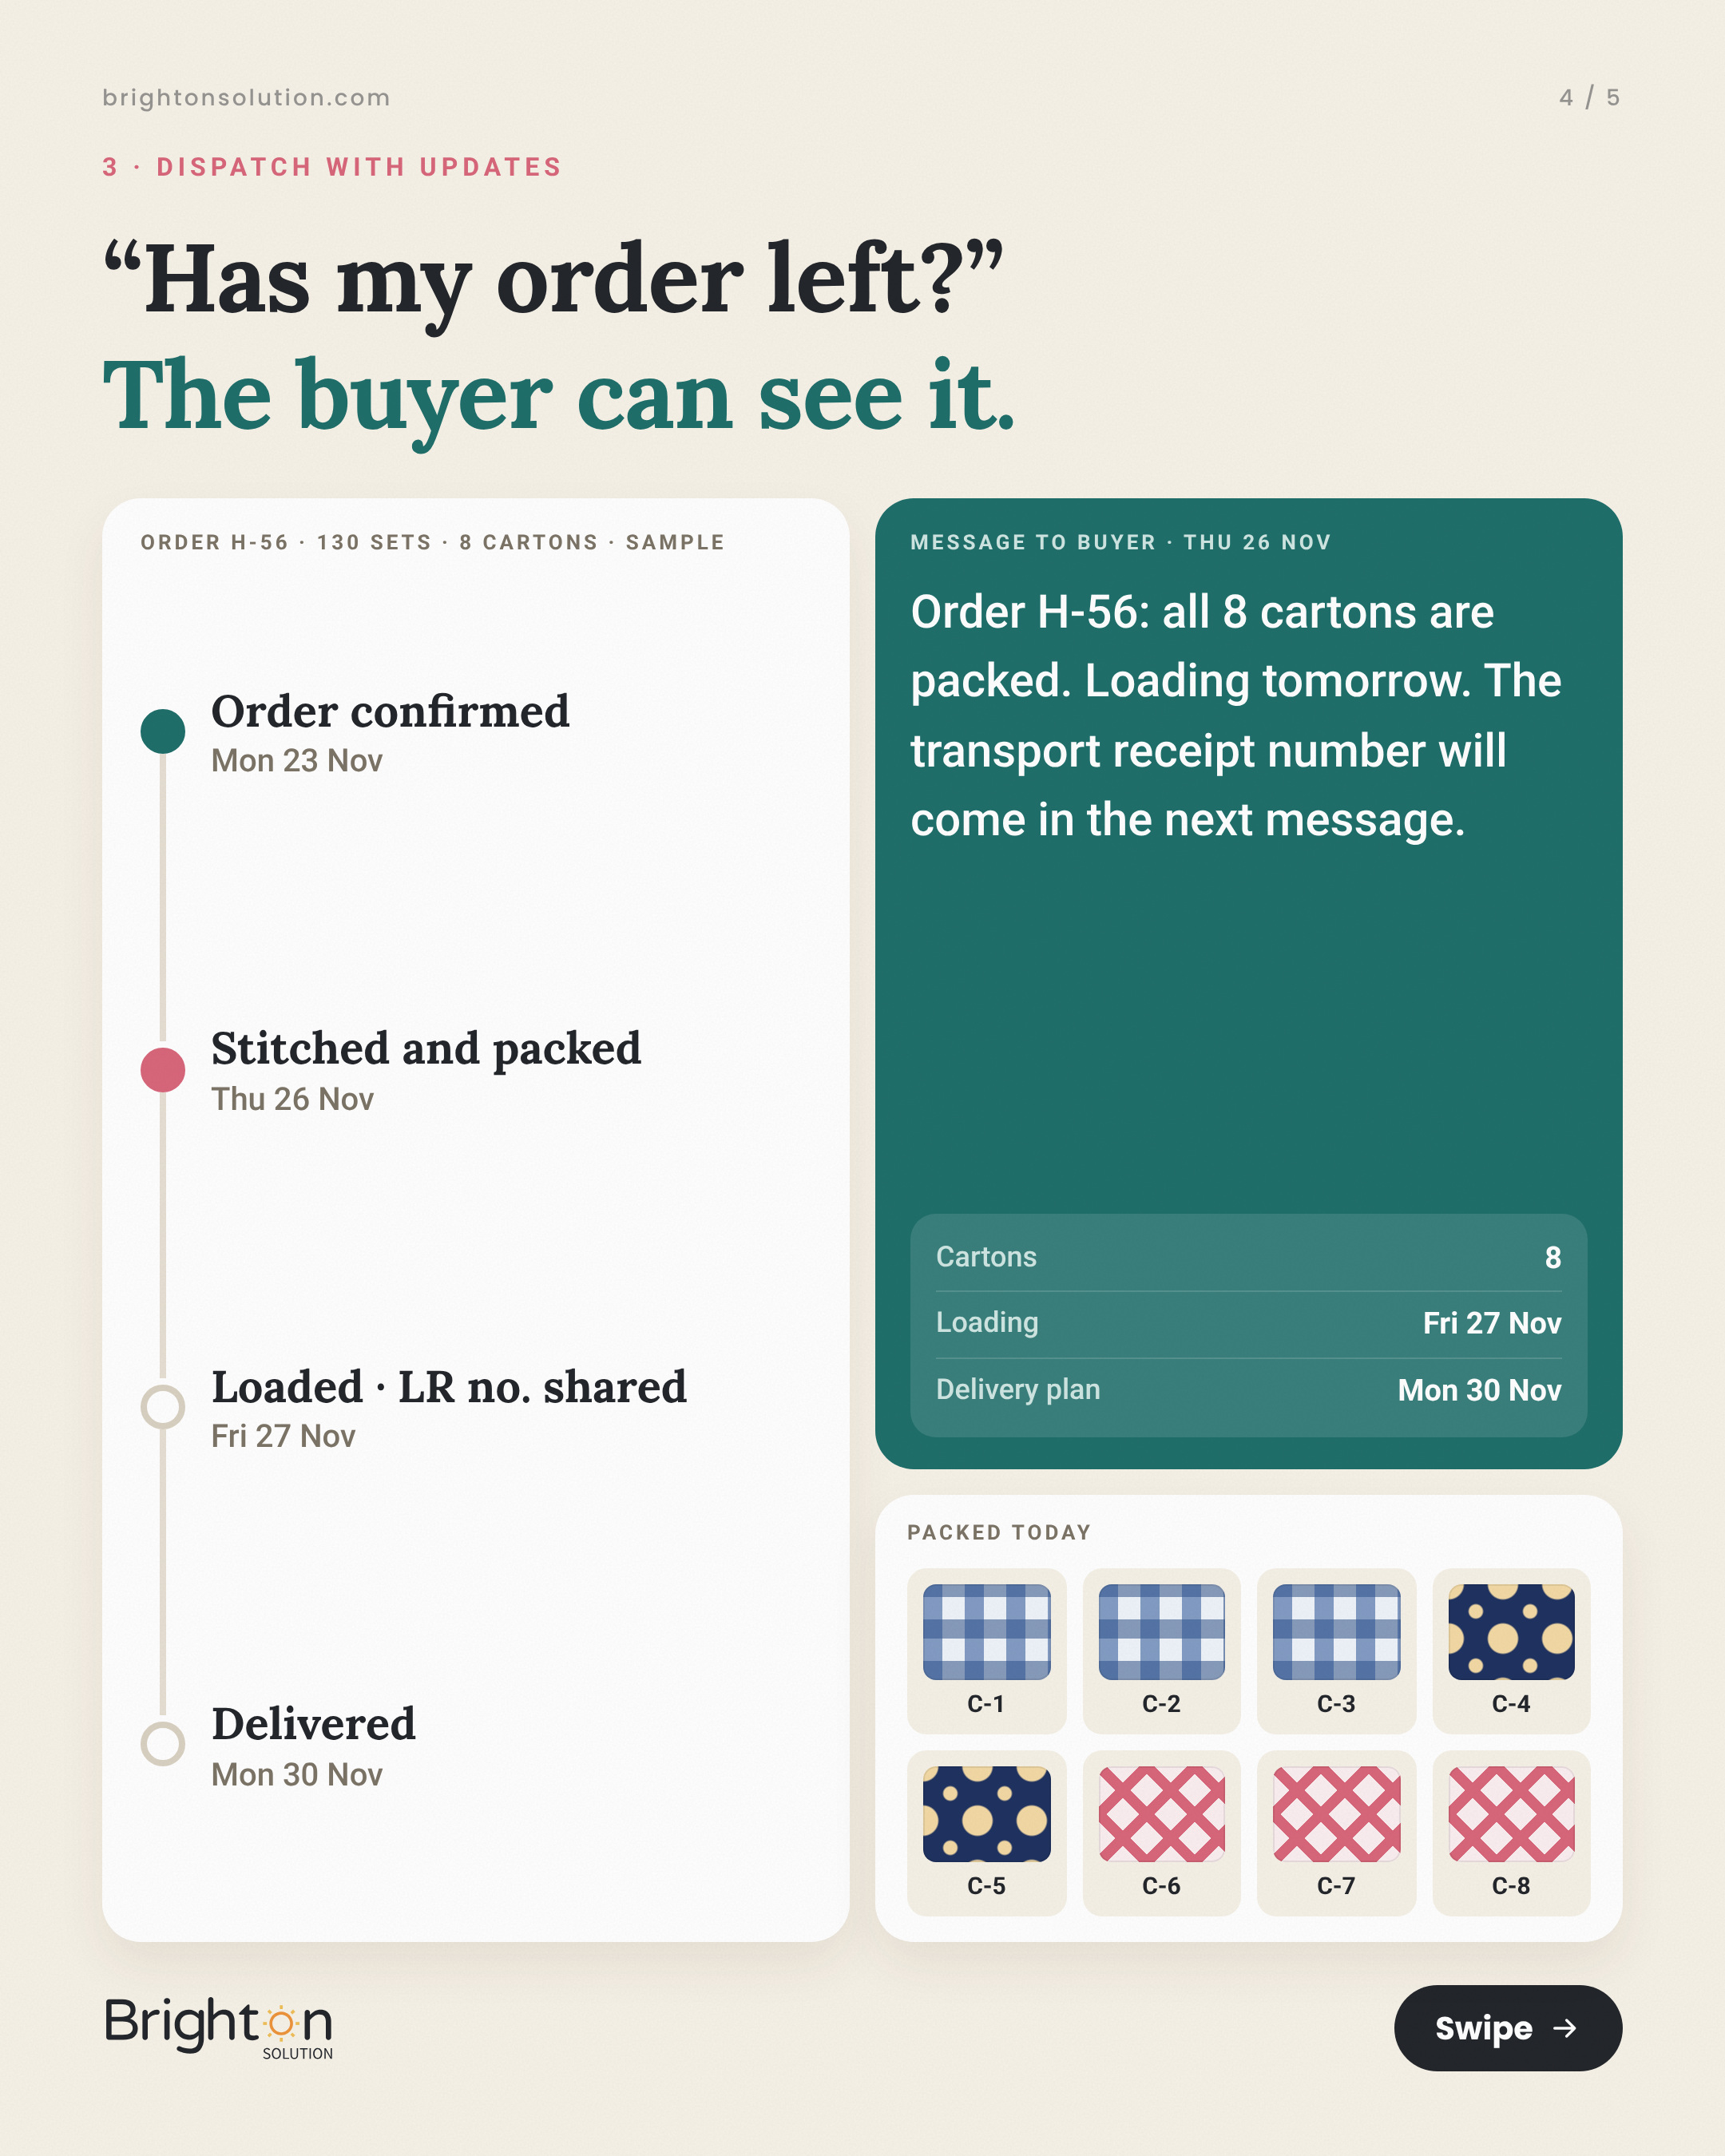 brightonsolution.com
4 / 5
3 · DISPATCH WITH UPDATES
“Has my order left?”
The buyer can see it.
ORDER H-56 · 130 SETS · 8 CARTONS · SAMPLE
Order confirmed
Mon 23 Nov
Stitched and packed
Thu 26 Nov
Loaded · LR no. shared
Fri 27 Nov
Delivered
Mon 30 Nov
MESSAGE TO BUYER · THU 26 NOV
Order H-56: all 8 cartons are
packed. Loading tomorrow. The
transport receipt number will
come in the next message.
Cartons 8
Loading Fri 27 Nov
Delivery plan Mon 30 Nov
PACKED TODAY
C-1 C-2 C-3 C-4
C-5 C-6 C-7 C-8
Brighton
SOLUTION
Swipe →